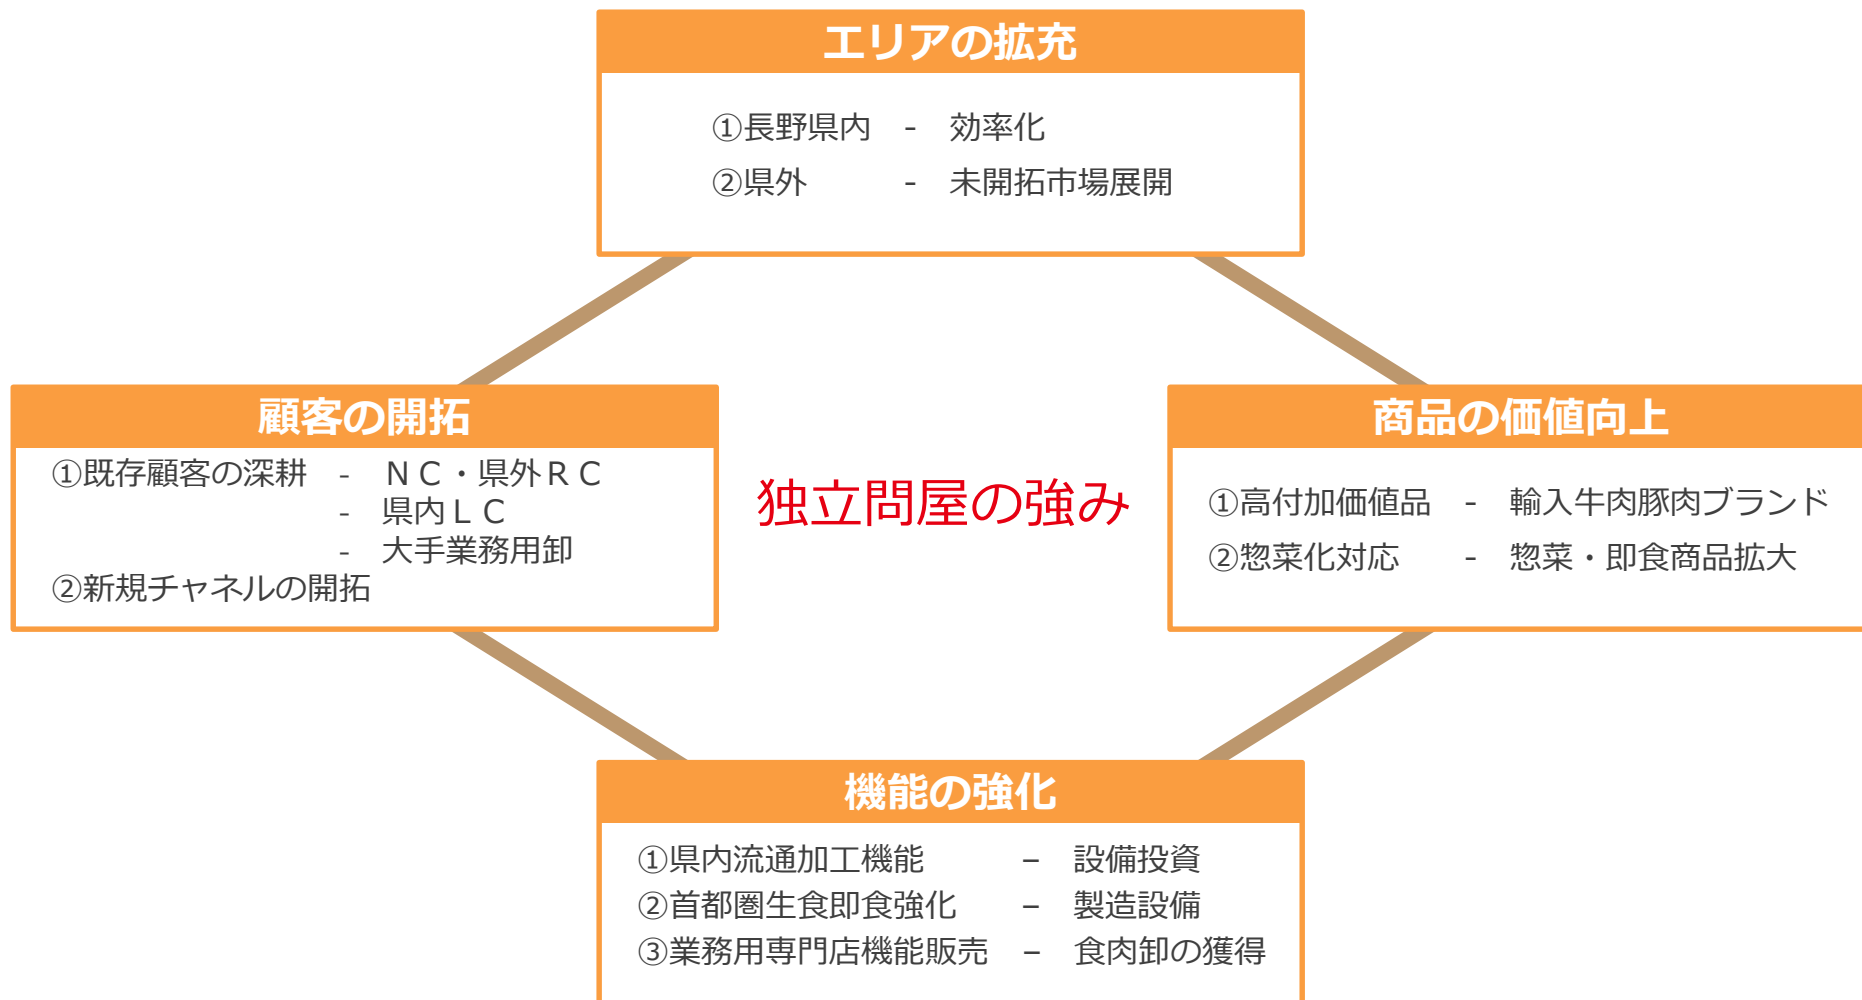 エリアの拡充
①長野県内 - 効率化
②県外 - 未開拓市場展開
顧客の開拓
①既存顧客の深耕 - ＮＣ・県外ＲＣ
- 県内ＬＣ
- 大手業務用卸
②新規チャネルの開拓
独立問屋の強み
商品の価値向上
①高付加価値品 - 輸入牛肉豚肉ブランド
②惣菜化対応 - 惣菜・即食商品拡大
機能の強化
①県内流通加工機能 – 設備投資
②首都圏生食即食強化 – 製造設備
③業務用専門店機能販売 – 食肉卸の獲得